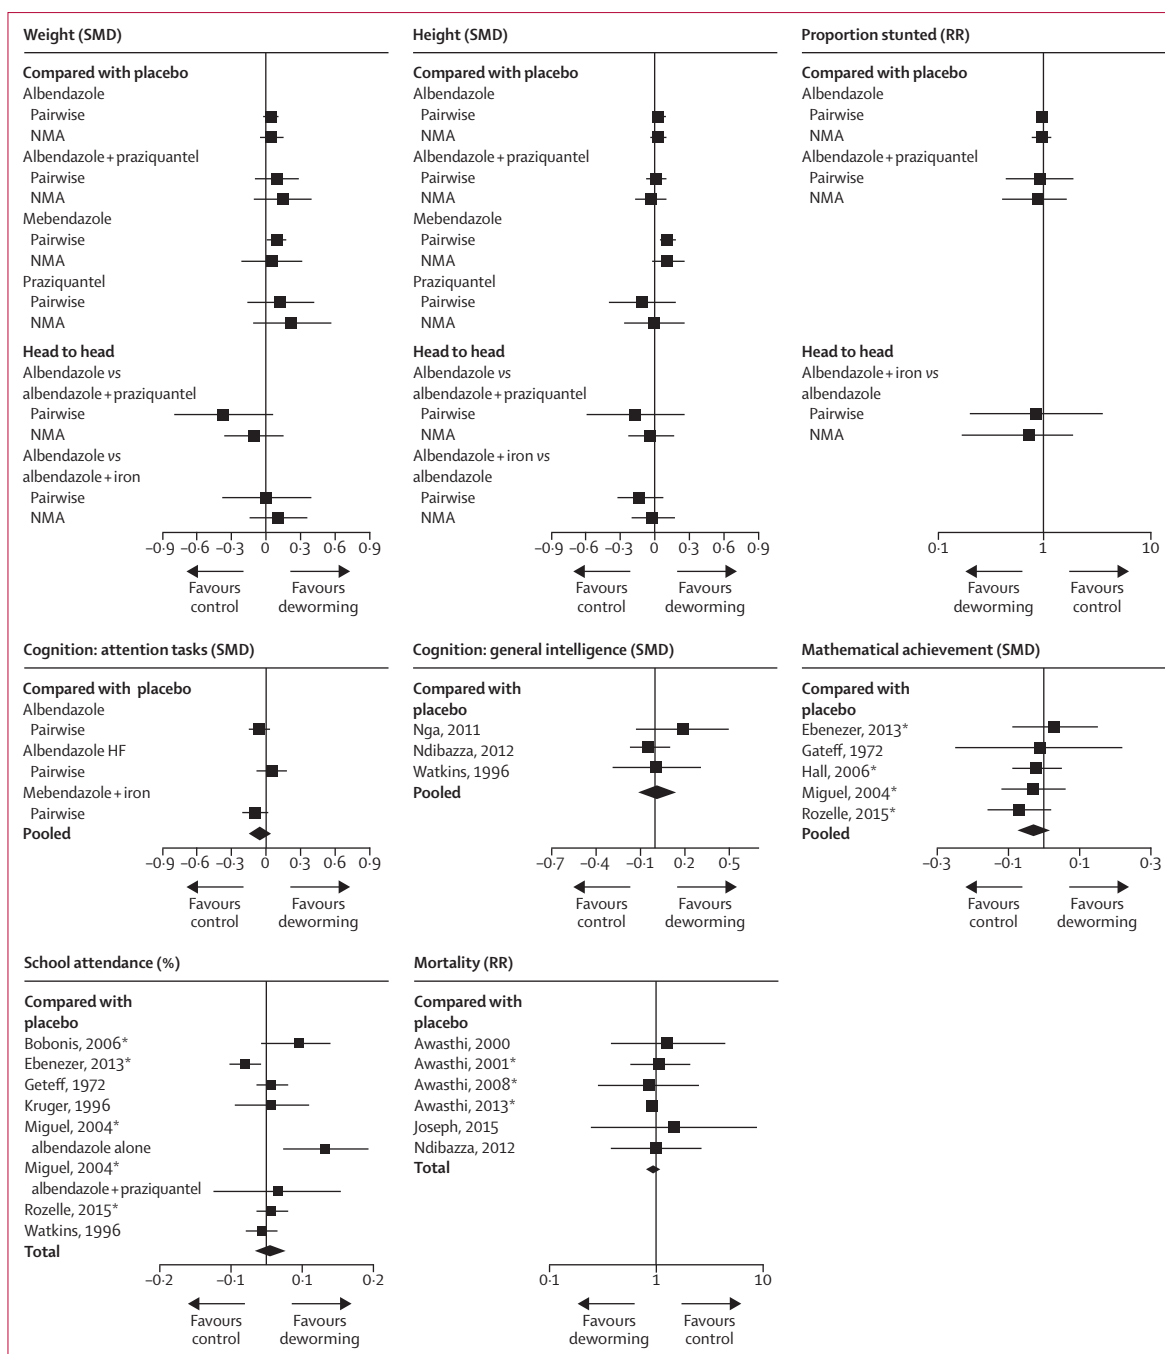 Weight (SMD)
Compared with placebo
Albendazole
Pairwise
NMA
Albendazole + praziquantel
Pairwise
NMA
Mebendazole
Pairwise
NMA
Praziquantel
Pairwise
NMA
Head to head
Albendazole vs
albendazole + praziquantel
Pairwise
NMA
Albendazole vs
albendazole + iron
Pairwise
NMA
–0·9 –0·6 –0·3 0 0·3 0·6 0·9
Favours
control
Favours
deworming
Height (SMD)
Compared with placebo
Albendazole
Pairwise
NMA
Albendazole + praziquantel
Pairwise
NMA
Mebendazole
Pairwise
NMA
Praziquantel
Pairwise
NMA
Head to head
Albendazole vs
albendazole + praziquantel
Pairwise
NMA
Albendazole + iron vs
albendazole
Pairwise
NMA
–0·9 –0·6 –0·3 0 0·3 0·6 0·9
Favours
control
Favours
deworming
Proportion stunted (RR)
Compared with placebo
Albendazole
Pairwise
NMA
Albendazole + praziquantel
Pairwise
NMA
Head to head
Albendazole + iron vs
albendazole
Pairwise
NMA
0·1 1 10
Favours
deworming
Favours
control
Cognition: attention tasks (SMD)
Compared with placebo
Albendazole
Pairwise
Albendazole HF
Pairwise
Mebendazole + iron
Pairwise
Pooled
–0·9 –0·6 –0·3 0 0·3 0·6 0·9
Favours
control
Favours
deworming
Cognition: general intelligence (SMD)
Compared with
placebo
Nga, 2011
Ndibazza, 2012
Watkins, 1996
Pooled
–0·7 –0·4 –0·1 0·2 0·5
Favours
control
Favours
deworming
Mathematical achievement (SMD)
Compared with
placebo
Ebenezer, 2013*
Gateff, 1972
Hall, 2006*
Miguel, 2004*
Rozelle, 2015*
Pooled
–0·3 –0·1 0·1 0·3
Favours
control
Favours
deworming
School attendance (%)
Compared with
placebo
Bobonis, 2006*
Ebenezer, 2013*
Geteff, 1972
Kruger, 1996
Miguel, 2004*
albendazole alone
Miguel, 2004*
albendazole + praziquantel
Rozelle, 2015*
Watkins, 1996
Total
–0·2 –0·1 0·1 0·2
Favours
control
Favours
deworming
Mortality (RR)
Compared with
placebo
Awasthi, 2000
Awasthi, 2001*
Awasthi, 2008*
Awasthi, 2013*
Joseph, 2015
Ndibazza, 2012
Total
0·1 1 10
Favours
deworming
Favours
control